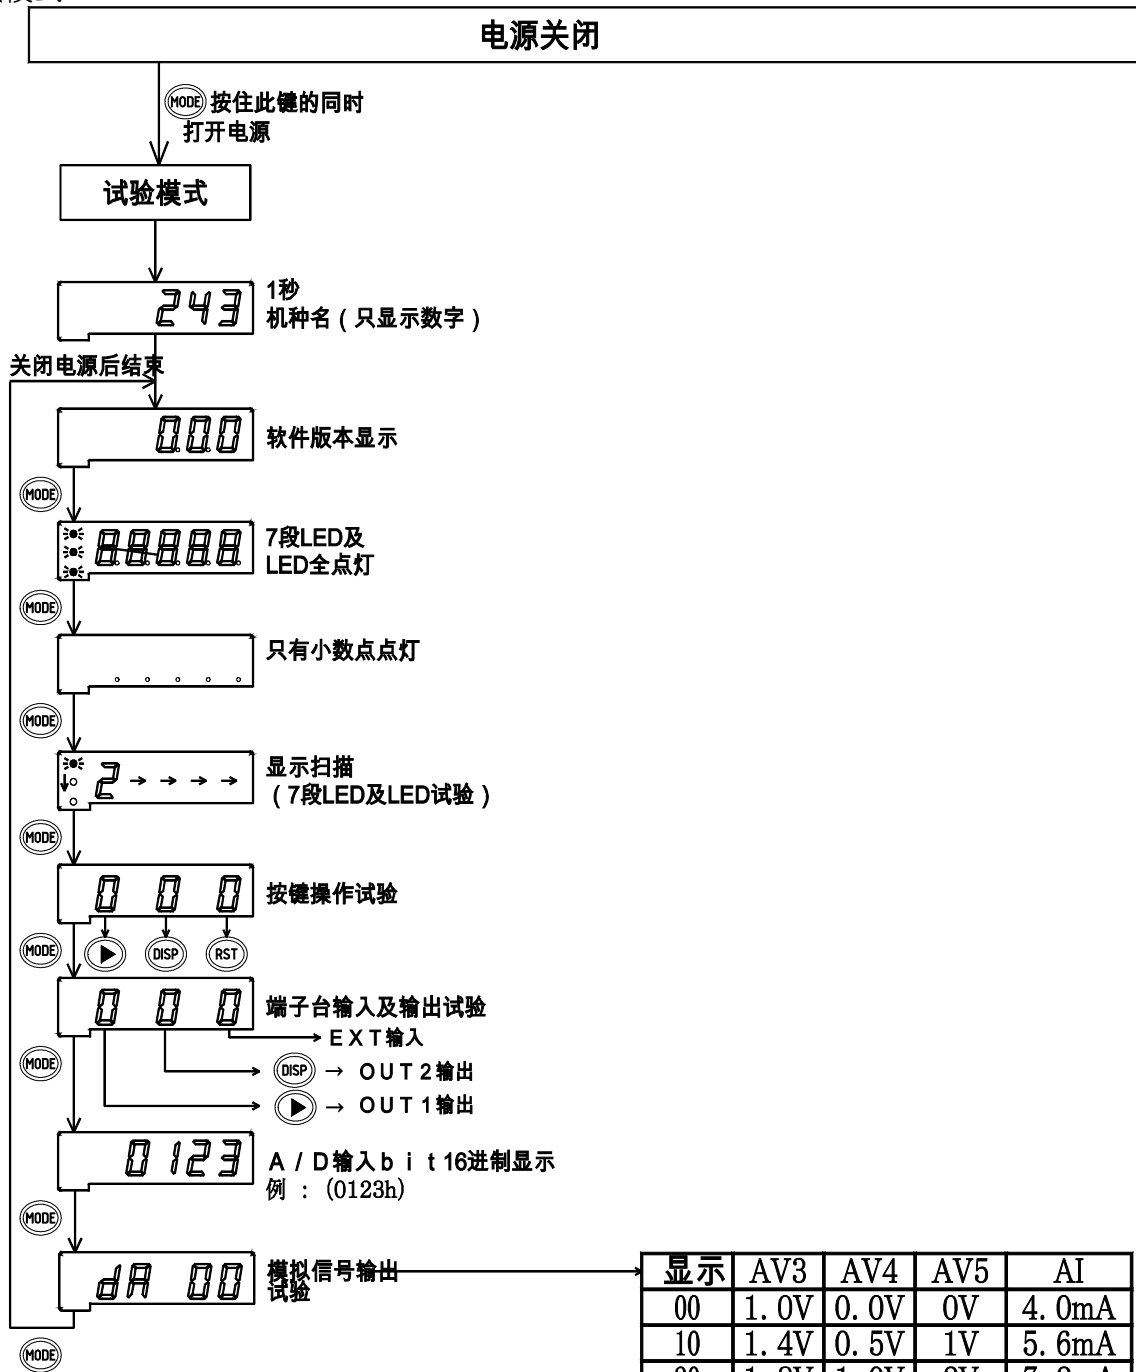 电源关闭
MODE 按住此键的同时
打开电源
试验模式
243
1秒
机种名（只显示数字）
关闭电源后结束
0.0.0
软件版本显示
MODE
8.8.8.8.8.
7段LED及
LED全点灯
MODE
. . . . .
只有小数点点灯
MODE
2 → → → →
显示扫描
（7段LED及LED试验）
MODE
0 0 0
按键操作试验
MODE ▶ DISP RST
0 0 0
端子台输入及输出试验
EXT输入
MODE
DISP → OUT2输出
▶ → OUT1输出
0123
A/D输入bit16进制显示
例 : (0123h)
MODE
dA 00
模拟信号输出
试验
显示 AV3 AV4 AV5 AI
00 1.0V 0.0V 0V 4.0mA
10 1.4V 0.5V 1V 5.6mA
MODE